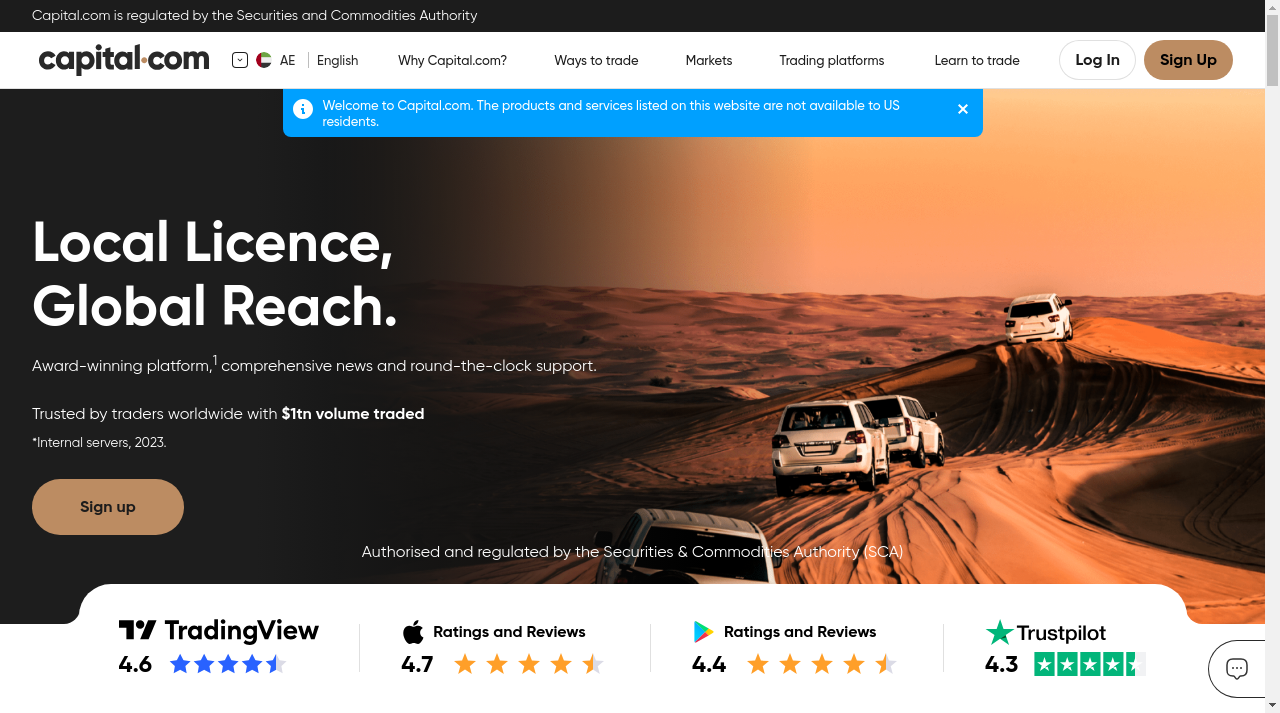 Capital.com is regulated by the Securities and Commodities Authority
capital.com
AE
English
Why Capital.com?
Ways to trade
Markets
Trading platforms
Learn to trade
Log In
Sign Up
Welcome to Capital.com. The products and services listed on this website are not available to US
residents.
Local Licence,
Global Reach.
Award-winning platform,1 comprehensive news and round-the-clock support.
Trusted by traders worldwide with $1tn volume traded
*Internal servers, 2023.
Sign up
Authorised and regulated by the Securities & Commodities Authority (SCA)
TradingView
4.6
Ratings and Reviews
4.7
Ratings and Reviews
4.4
Trustpilot
4.3